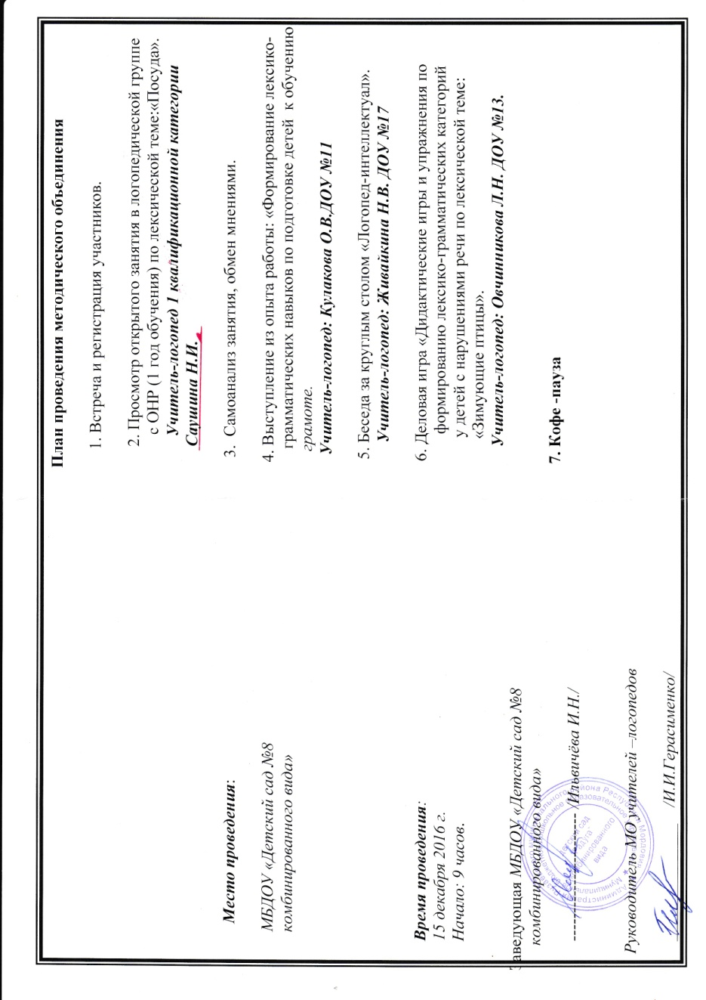 План проведения методического объединения
1. Встреча и регистрация участников.
2. Просмотр открытого занятия в логопедической группе
с ОНР (1 год обучения) по лексической теме:«Посуда».
Учитель-логопед 1 квалификационной категории
Саушина Н.И.
3. Самоанализ занятия, обмен мнениями.
4. Выступление из опыта работы: «Формирование лексико-
грамматических навыков по подготовке детей к обучению
грамоте.
Учитель-логопед: Кулакова О.В.ДОУ №11
5. Беседа за круглым столом «Логопед-интеллектуал».
Учитель-логопед: Живайкина Н.В. ДОУ №17
6. Деловая игра «Дидактические игры и упражнения по
формированию лексико-грамматических категорий
у детей с нарушениями речи по лексической теме:
«Зимующие птицы».
Учитель-логопед: Овчинникова Л.Н. ДОУ №13.
7. Кофе -пауза
Место проведения:
МБДОУ «Детский сад №8
комбинированного вида»
Время проведения:
15 декабря 2016 г.
Начало: 9 часов.
Заведующая МБДОУ «Детский сад №8
комбинированного вида»
/Ильвичёва И.Н./
Руководитель МО учителей –логопедов
/И.И.Герасименко/